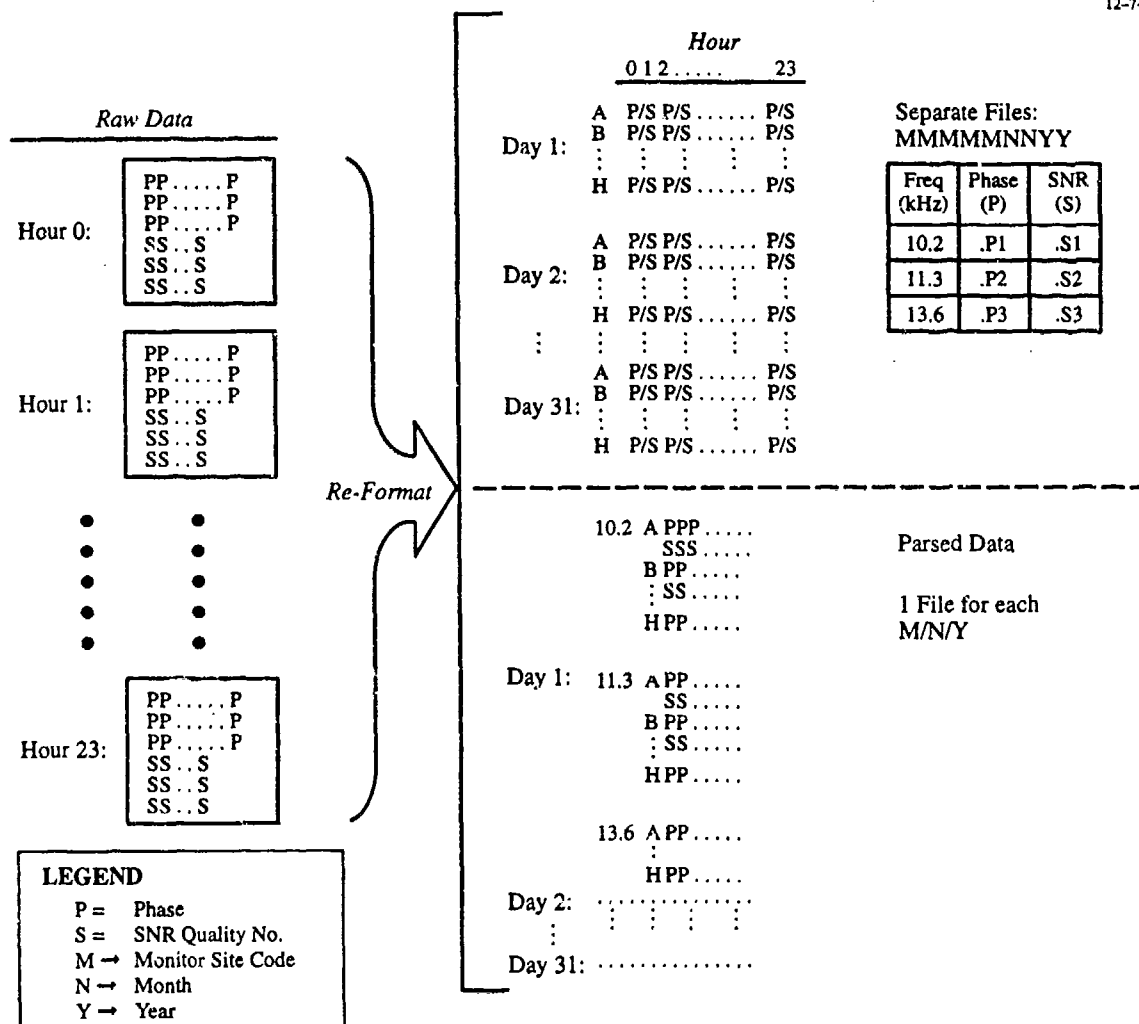 12-7-
Raw Data
Hour 0:
PP.....P
PP.....P
PP.....P
SS..S
SS..S
SS..S
Hour 1:
PP.....P
PP.....P
PP.....P
SS..S
SS..S
SS..S
Hour 23:
PP.....P
PP.....P
PP.....P
SS..S
SS..S
SS..S
LEGEND
P = Phase
S = SNR Quality No.
M → Monitor Site Code
N → Month
Y → Year
Re-Format
Hour
0 1 2 ..... 23
Day 1:
A P/S P/S ...... P/S
B P/S P/S ...... P/S
H P/S P/S ...... P/S
Day 2:
A P/S P/S ...... P/S
B P/S P/S ...... P/S
H P/S P/S ...... P/S
Day 31:
A P/S P/S ...... P/S
B P/S P/S ...... P/S
H P/S P/S ...... P/S
Separate Files:
MMMMMNNYY
Freq (kHz) Phase (P) SNR (S)
10.2 .P1 .S1
11.3 .P2 .S2
13.6 .P3 .S3
Day 1:
10.2 A PPP.....
SSS.....
B PP.....
SS.....
H PP.....
11.3 A PP.....
SS.....
B PP.....
SS.....
H PP.....
13.6 A PP.....
H PP.....
Day 2: ...............
Day 31: ...............
Parsed Data
1 File for each
M/N/Y